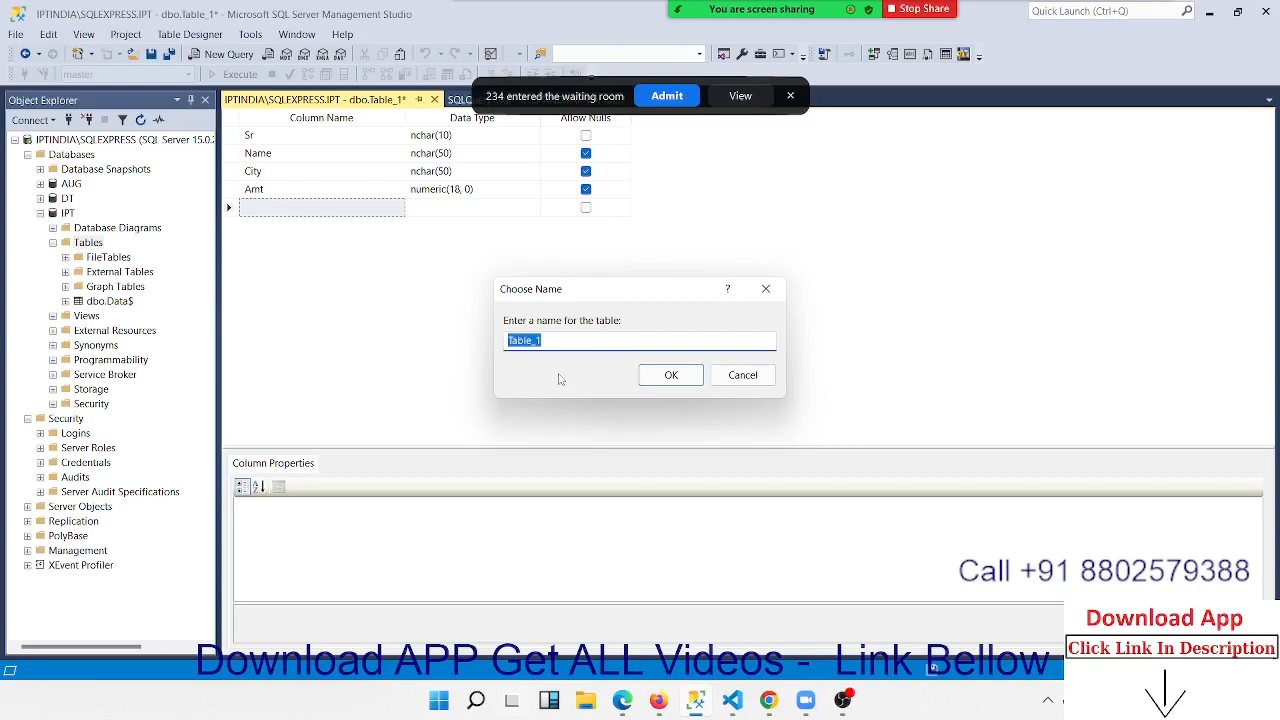 IPTINDIA\SQLEXPRESS.IPT - dbo.Table_1* - Microsoft SQL Server Management Studio
You are screen sharing
Stop Share
Quick Launch (Ctrl+Q)
File Edit View Project Table Designer Tools Window Help
New Query
master
Execute
234 entered the waiting room
Admit
View
Object Explorer
IPTINDIA\SQLEXPRESS.IPT - dbo.Table_1*
SQLQ
Connect
Column Name Data Type Allow Nulls
Sr nchar(10)
Name nchar(50)
City nchar(50)
Amt numeric(18, 0)
IPTINDIA\SQLEXPRESS (SQL Server 15.0.2
Databases
Database Snapshots
AUG
DT
IPT
Database Diagrams
Tables
FileTables
External Tables
Graph Tables
dbo.Data$
Views
External Resources
Synonyms
Programmability
Service Broker
Storage
Security
Security
Logins
Server Roles
Credentials
Audits
Server Audit Specifications
Server Objects
Replication
PolyBase
Management
XEvent Profiler
Choose Name
?
Enter a name for the table:
Table_1
OK
Cancel
Column Properties
Call +91 8802579388
Download App
Click Link In Description
Download APP Get ALL Videos - Link Bellow